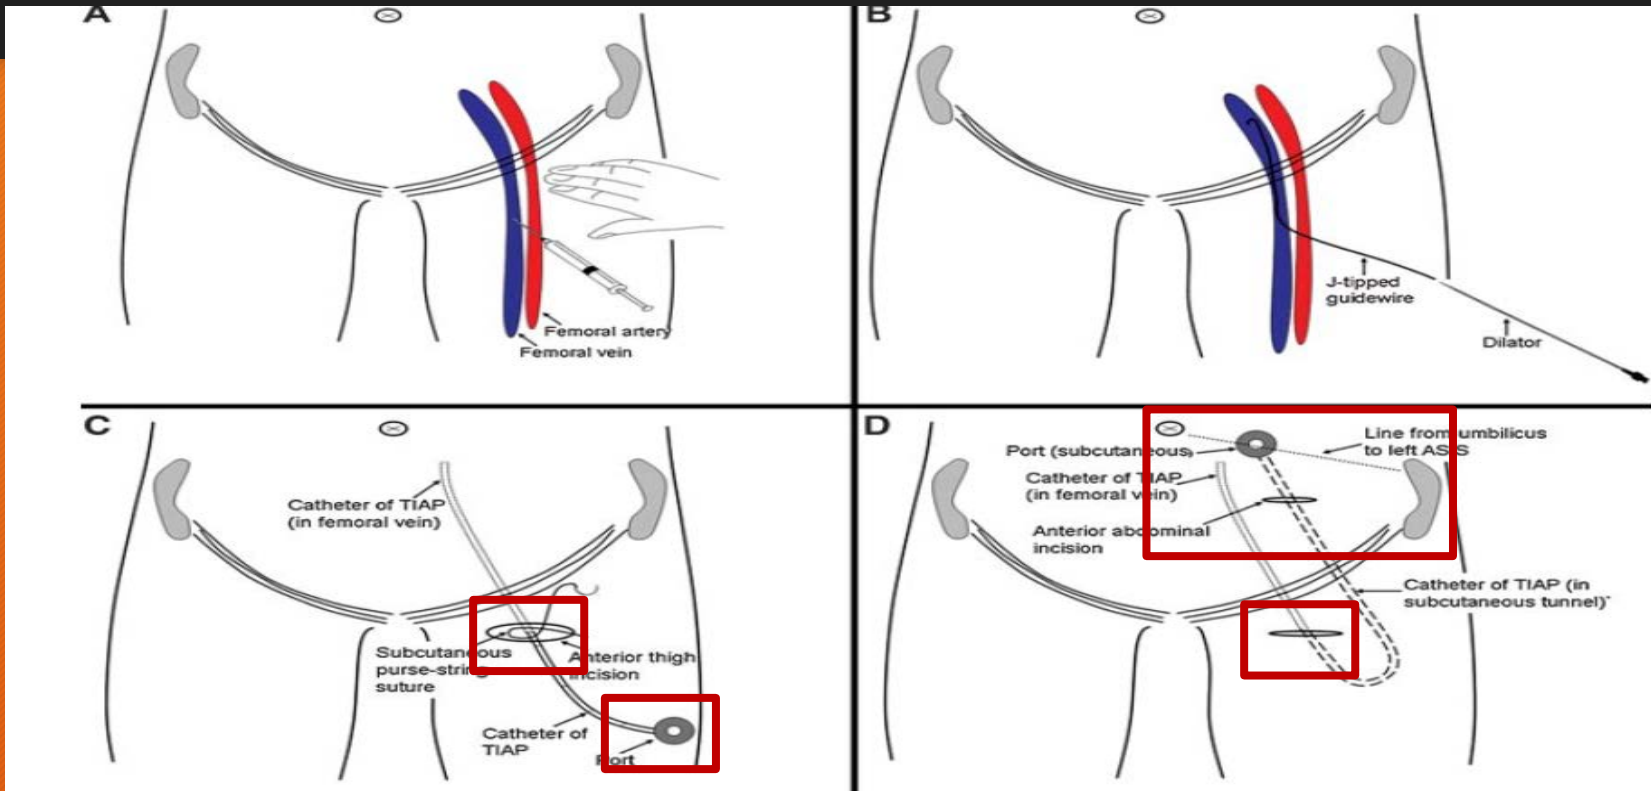 A
Femoral artery
Femoral vein
B
J-tipped
guidewire
Dilator
C
Catheter of TIAP
(in femoral vein)
Subcutaneous
purse-string
suture
Anterior thigh
incision
Catheter of
TIAP
Port
D
Port (subcutaneous)
Line from umbilicus
to left ASIS
Catheter of TIAP
(in femoral vein)
Anterior abdominal
incision
Catheter of TIAP (in
subcutaneous tunnel)